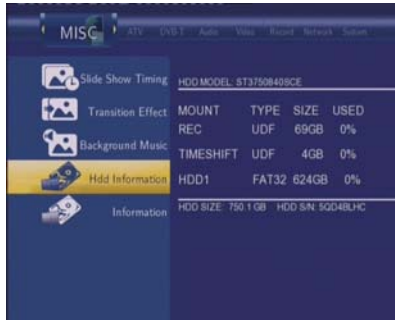 MISC ATV DVB-T Audio Video Record Network System
Slide Show Timing
Transition Effect
Background Music
Hdd Information
Information
HDD MODEL: ST3750840SCE
MOUNT TYPE SIZE USED
REC UDF 69GB 0%
TIMESHIFT UDF 4GB 0%
HDD1 FAT32 624GB 0%
HDD SIZE: 750.1 GB HDD S/N: 5QD4BLHC